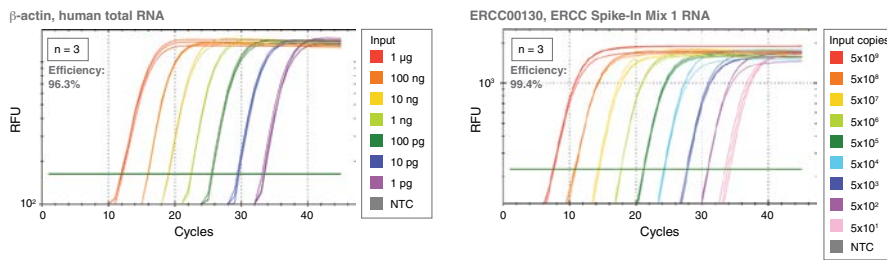 β-actin, human total RNA
n = 3
Efficiency:
96.3%
RFU
10²
0
10
20
30
40
Cycles
Input
1 µg
100 ng
10 ng
1 ng
100 pg
10 pg
1 pg
NTC
ERCC00130, ERCC Spike-In Mix 1 RNA
n = 3
Efficiency:
99.4%
10³
RFU
0
10
20
30
40
Cycles
Input copies
5x10⁹
5x10⁸
5x10⁷
5x10⁶
5x10⁵
5x10⁴
5x10³
5x10²
5x10¹
NTC